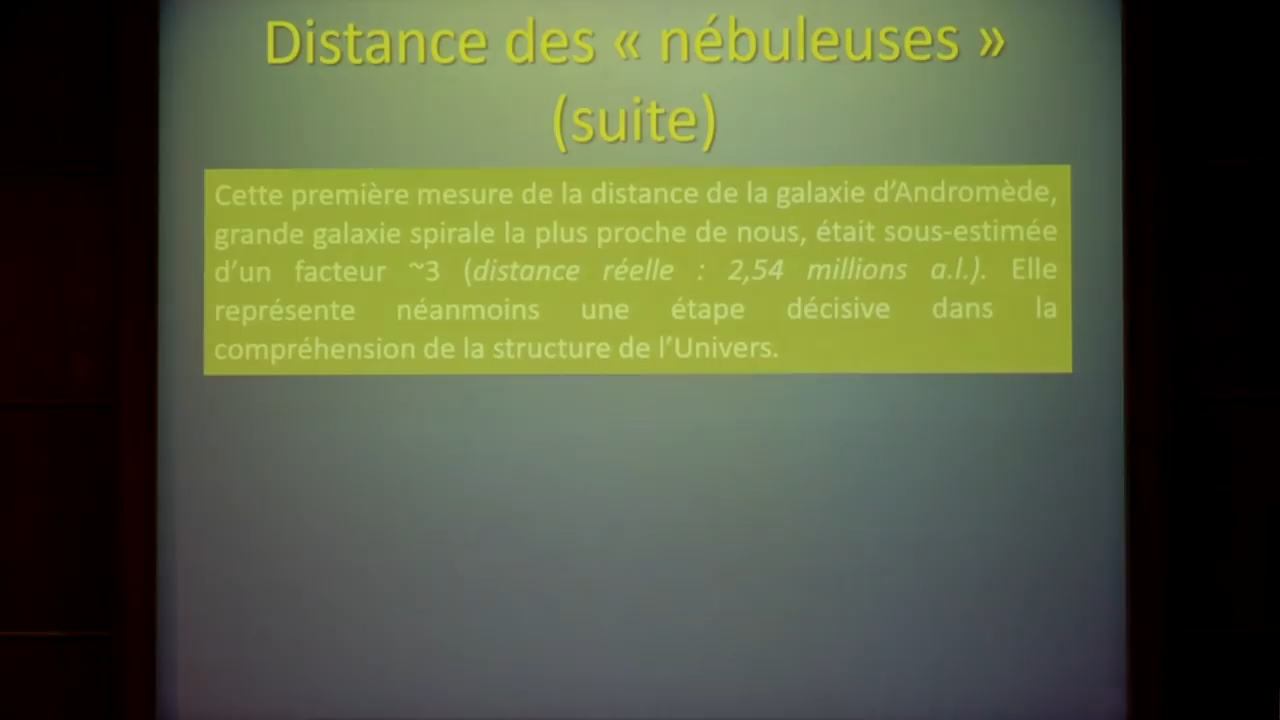 Distance des « nébuleuses »
(suite)
Cette première mesure de la distance de la galaxie d’Andromède,
grande galaxie spirale la plus proche de nous, était sous-estimée
d’un facteur ~3 (distance réelle : 2,54 millions a.l.). Elle
représente néanmoins une étape décisive dans la
compréhension de la structure de l’Univers.